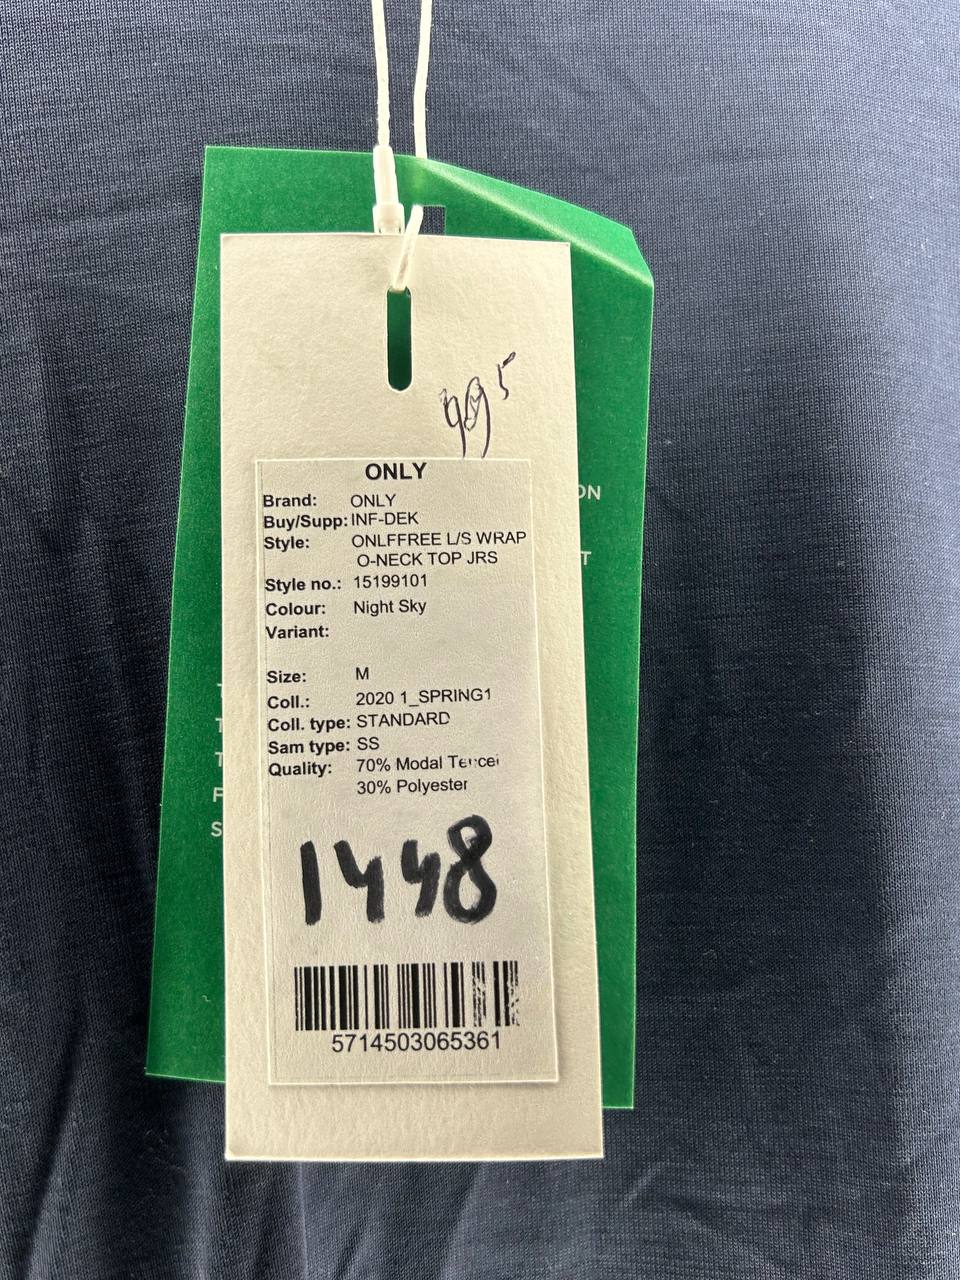 ONLY
Brand: ONLY
Buy/Supp: INF-DEK
Style: ONLFFREE L/S WRAP
O-NECK TOP JRS
Style no.: 15199101
Colour: Night Sky
Variant:
Size: M
Coll.: 2020 1_SPRING1
Coll. type: STANDARD
Sam type: SS
Quality: 70% Modal Tencel
30% Polyester
1448
5714503065361
ON
T
T
T
F
S